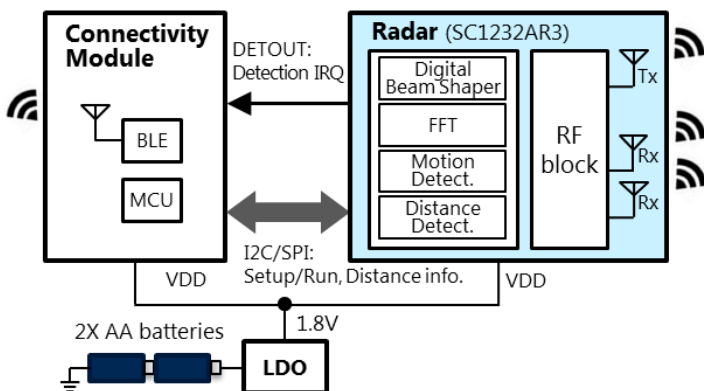 Connectivity
Module
BLE
MCU
DETOUT:
Detection IRQ
I2C/SPI:
Setup/Run, Distance info.
Radar (SC1232AR3)
Digital
Beam Shaper
FFT
Motion
Detect.
Distance
Detect.
RF
block
Tx
Rx
Rx
VDD
VDD
1.8V
2X AA batteries
LDO